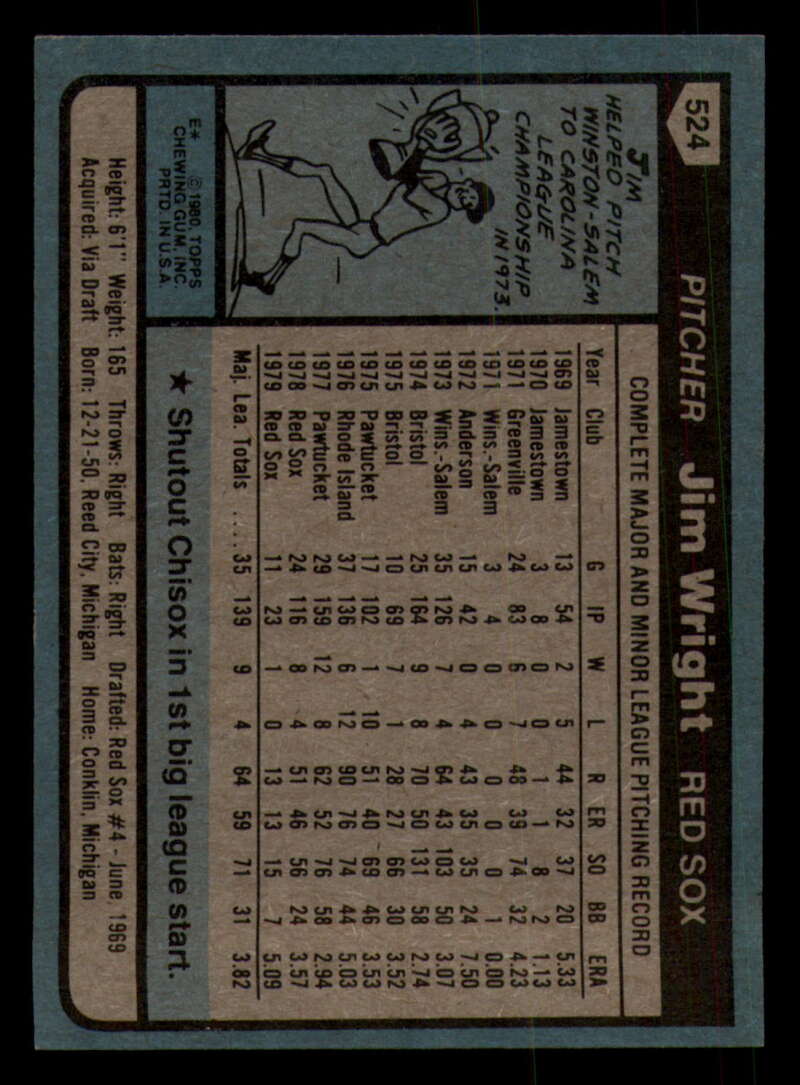 524
PITCHER Jim Wright RED SOX
JIM
HELPED PITCH
WINSTON-SALEM
TO CAROLINA
LEAGUE
CHAMPIONSHIP
IN 1973.
E* © 1980 TOPPS
CHEWING GUM, INC.
PRTD. IN U.S.A.
COMPLETE MAJOR AND MINOR LEAGUE PITCHING RECORD
Year Club G IP W L R ER SO BB ERA
1969 Jamestown 13 54 2 5 44 32 37 20 5.33
1970 Jamestown 3 8 0 0 1 1 8 2 1.13
1971 Greenville 24 83 6 7 48 39 74 32 4.23
1971 Wins.-Salem 3 4 0 0 0 0 0 1 0.00
1972 Anderson 15 42 0 4 43 35 35 24 7.50
1973 Wins.-Salem 35 126 7 4 64 43 103 50 3.07
1974 Bristol 25 164 9 8 70 50 131 58 2.74
1975 Bristol 10 69 7 1 28 27 66 30 3.52
1975 Pawtucket 17 102 1 10 51 40 69 46 3.53
1976 Rhode Island 37 136 6 12 90 76 74 44 5.03
1977 Pawtucket 29 159 12 8 62 52 76 58 2.94
1978 Red Sox 24 116 8 4 51 46 56 24 3.57
1979 Red Sox 11 23 1 0 13 13 15 7 5.09
Maj. Lea. Totals .... 35 139 9 4 64 59 71 31 3.82
★ Shutout Chisox in 1st big league start.
Height: 6'1" Weight: 165 Throws: Right Bats: Right Drafted: Red Sox #4 - June, 1969
Acquired: Via Draft Born: 12-21-50, Reed City, Michigan Home: Conklin, Michigan